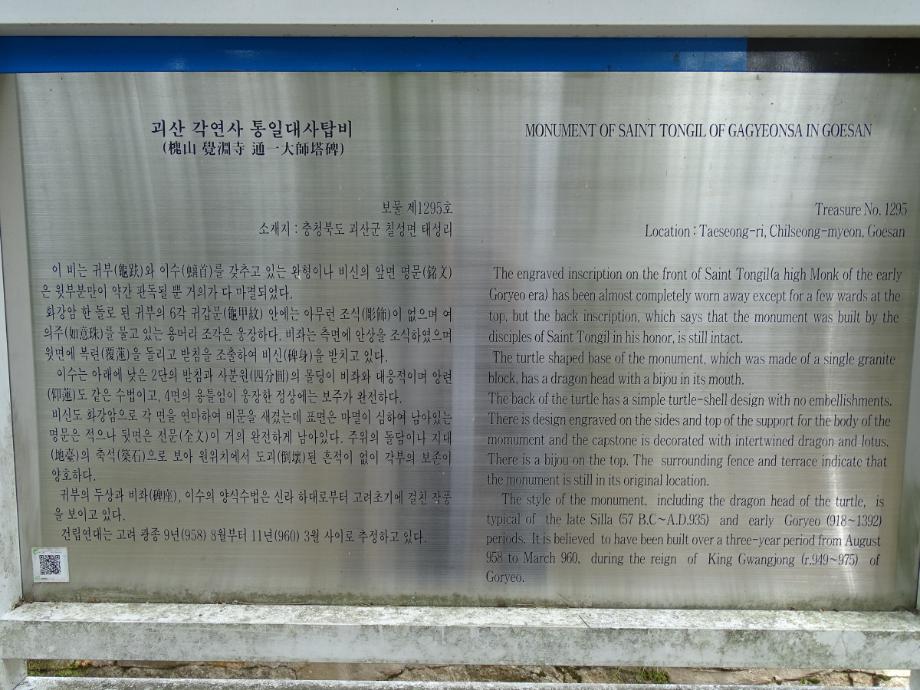 괴산 각연사 통일대사탑비
(槐山 覺淵寺 通一大師塔碑)
보물 제1295호
소재지 : 충청북도 괴산군 칠성면 태성리
이 비는 귀부(龜趺)와 이수(螭首)를 갖추고 있는 완형이나 비신의 앞면 명문(銘文)
은 윗부분만이 약간 판독될 뿐 거의가 다 마멸되었다.
화강암 한 돌로 된 귀부의 6각 귀갑문(龜甲紋) 안에는 아무런 조식(彫飾)이 없으며 여
의주(如意珠)를 물고 있는 용머리 조각은 웅장하다. 비좌는 측면에 안상을 조식하였으며
윗면에 복련(覆蓮)을 돌리고 받침을 조출하여 비신(碑身)을 받치고 있다.
이수는 아래에 낮은 2단의 받침과 사분원(四分圓)의 몰딩이 비좌와 대응적이며 앙련
(仰蓮)도 같은 수법이고, 4면의 용틀임이 웅장한 정상에는 보주가 완전하다.
비신도 화강암으로 각 면을 연마하여 비문을 새겼는데 표면은 마멸이 심하여 남아있는
명문은 적으나 뒷면은 전문(全文)이 거의 완전하게 남아있다. 주위의 돌담이나 지대
(地臺)의 축석(築石)으로 보아 원위치에서 도괴(倒壞)된 흔적이 없이 각부의 보존이
양호하다.
귀부의 두상과 비좌(碑座), 이수의 양식수법은 신라 하대로부터 고려초기에 걸친 작풍
을 보이고 있다.
건립연대는 고려 광종 9년(958) 8월부터 11년(960) 3월 사이로 추정하고 있다.
MONUMENT OF SAINT TONGIL OF GAGYEONSA IN GOESAN
Treasure No. 1295
Location : Taeseong-ri, Chilseong-myeon, Goesan
The engraved inscription on the front of Saint Tongil(a high Monk of the early
Goryeo era) has been almost completely worn away except for a few wards at the
top, but the back inscription, which says that the monument was built by the
disciples of Saint Tongil in his honor, is still intact.
The turtle shaped base of the monument, which was made of a single granite
block, has a dragon head with a bijou in its mouth.
The back of the turtle has a simple turtle-shell design with no embellishments.
There is design engraved on the sides and top of the support for the body of the
momument and the capstone is decorated with intertwined dragon and lotus.
There is a bijou on the top. The surrounding fence and terrace indicate that
the monument is still in its original location.
The style of the monument, including the dragon head of the turtle, is
typical of the late Silla (57 B.C~A.D.935) and early Goryeo (918~1392)
periods. It is believed to have been built over a three-year period from August
958 to March 960, during the reign of King Gwangjong (r.949~975) of
Goryeo.